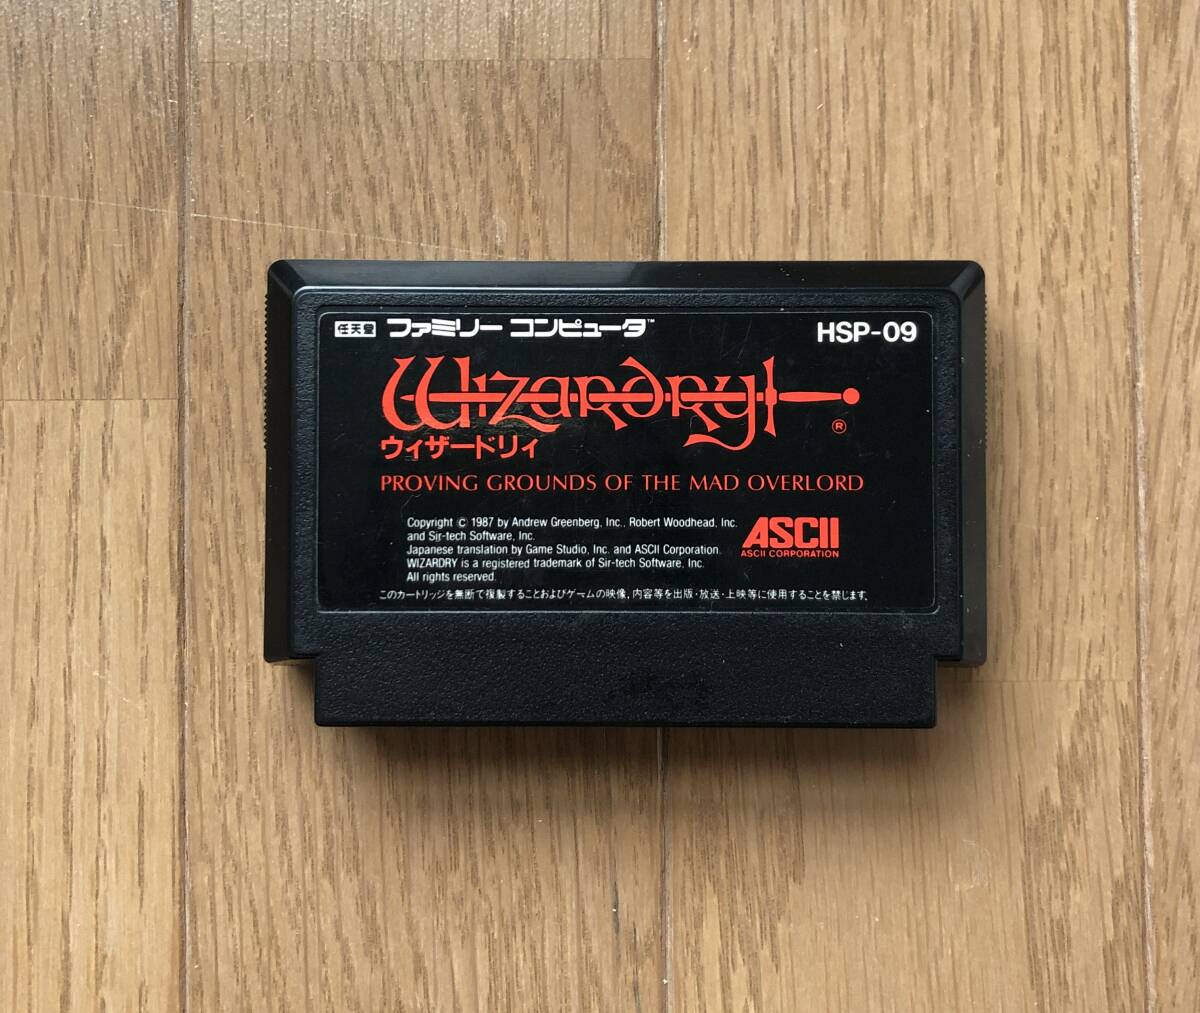 任天堂 ファミリー コンピュータ™ HSP-09
Wizardry
®
ウィザードリィ
PROVING GROUNDS OF THE MAD OVERLORD
Copyright © 1987 by Andrew Greenberg, Inc., Robert Woodhead, Inc.
and Sir-tech Software, Inc.
Japanese translation by Game Studio, Inc. and ASCII Corporation.
WIZARDRY is a registered trademark of Sir-tech Software, Inc.
All rights reserved.
ASCII
ASCII CORPORATION
このカートリッジを無断で複製することおよびゲームの映像、内容等を出版・放送・上映等に使用することを禁じます。